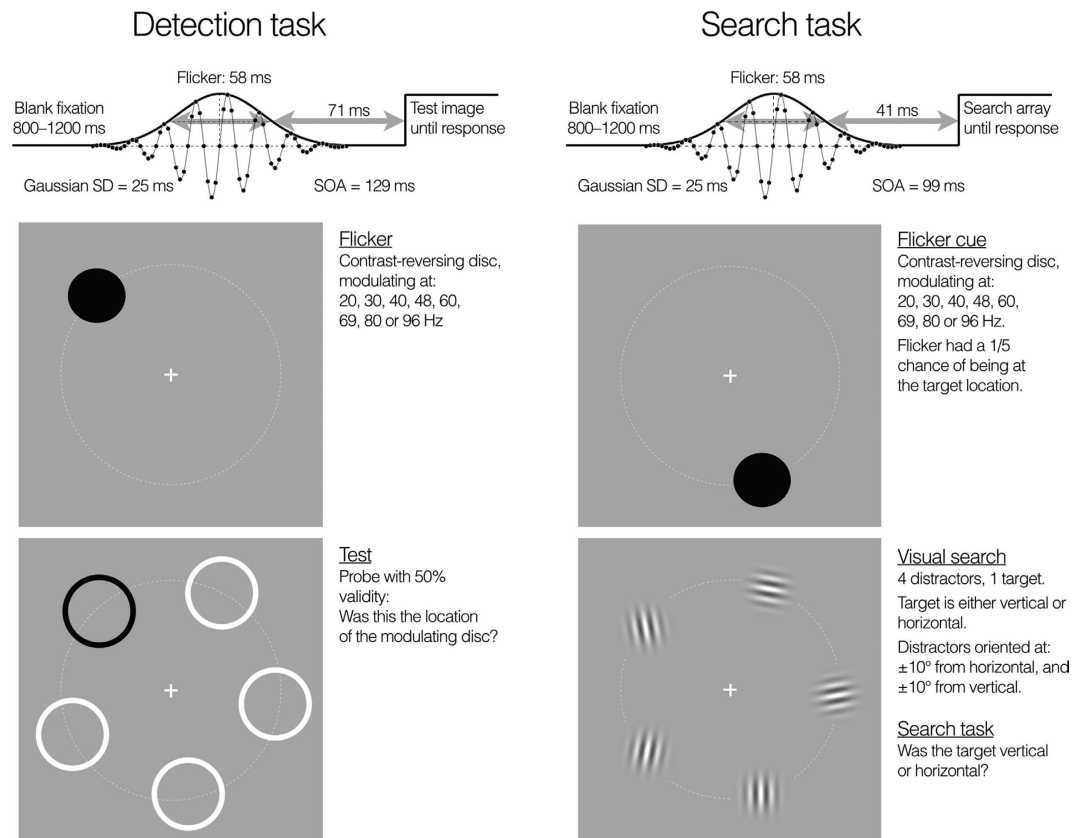 Detection task
Flicker: 58 ms
Blank fixation
800–1200 ms
71 ms
Test image
until response
Gaussian SD = 25 ms
SOA = 129 ms
Flicker
Contrast-reversing disc,
modulating at:
20, 30, 40, 48, 60,
69, 80 or 96 Hz
Test
Probe with 50%
validity:
Was this the location
of the modulating disc?
Search task
Flicker: 58 ms
Blank fixation
800–1200 ms
41 ms
Search array
until response
Gaussian SD = 25 ms
SOA = 99 ms
Flicker cue
Contrast-reversing disc,
modulating at:
20, 30, 40, 48, 60,
69, 80 or 96 Hz.
Flicker had a 1/5
chance of being at
the target location.
Visual search
4 distractors, 1 target.
Target is either vertical or
horizontal.
Distractors oriented at:
±10° from horizontal, and
±10° from vertical.
Search task
Was the target vertical
or horizontal?